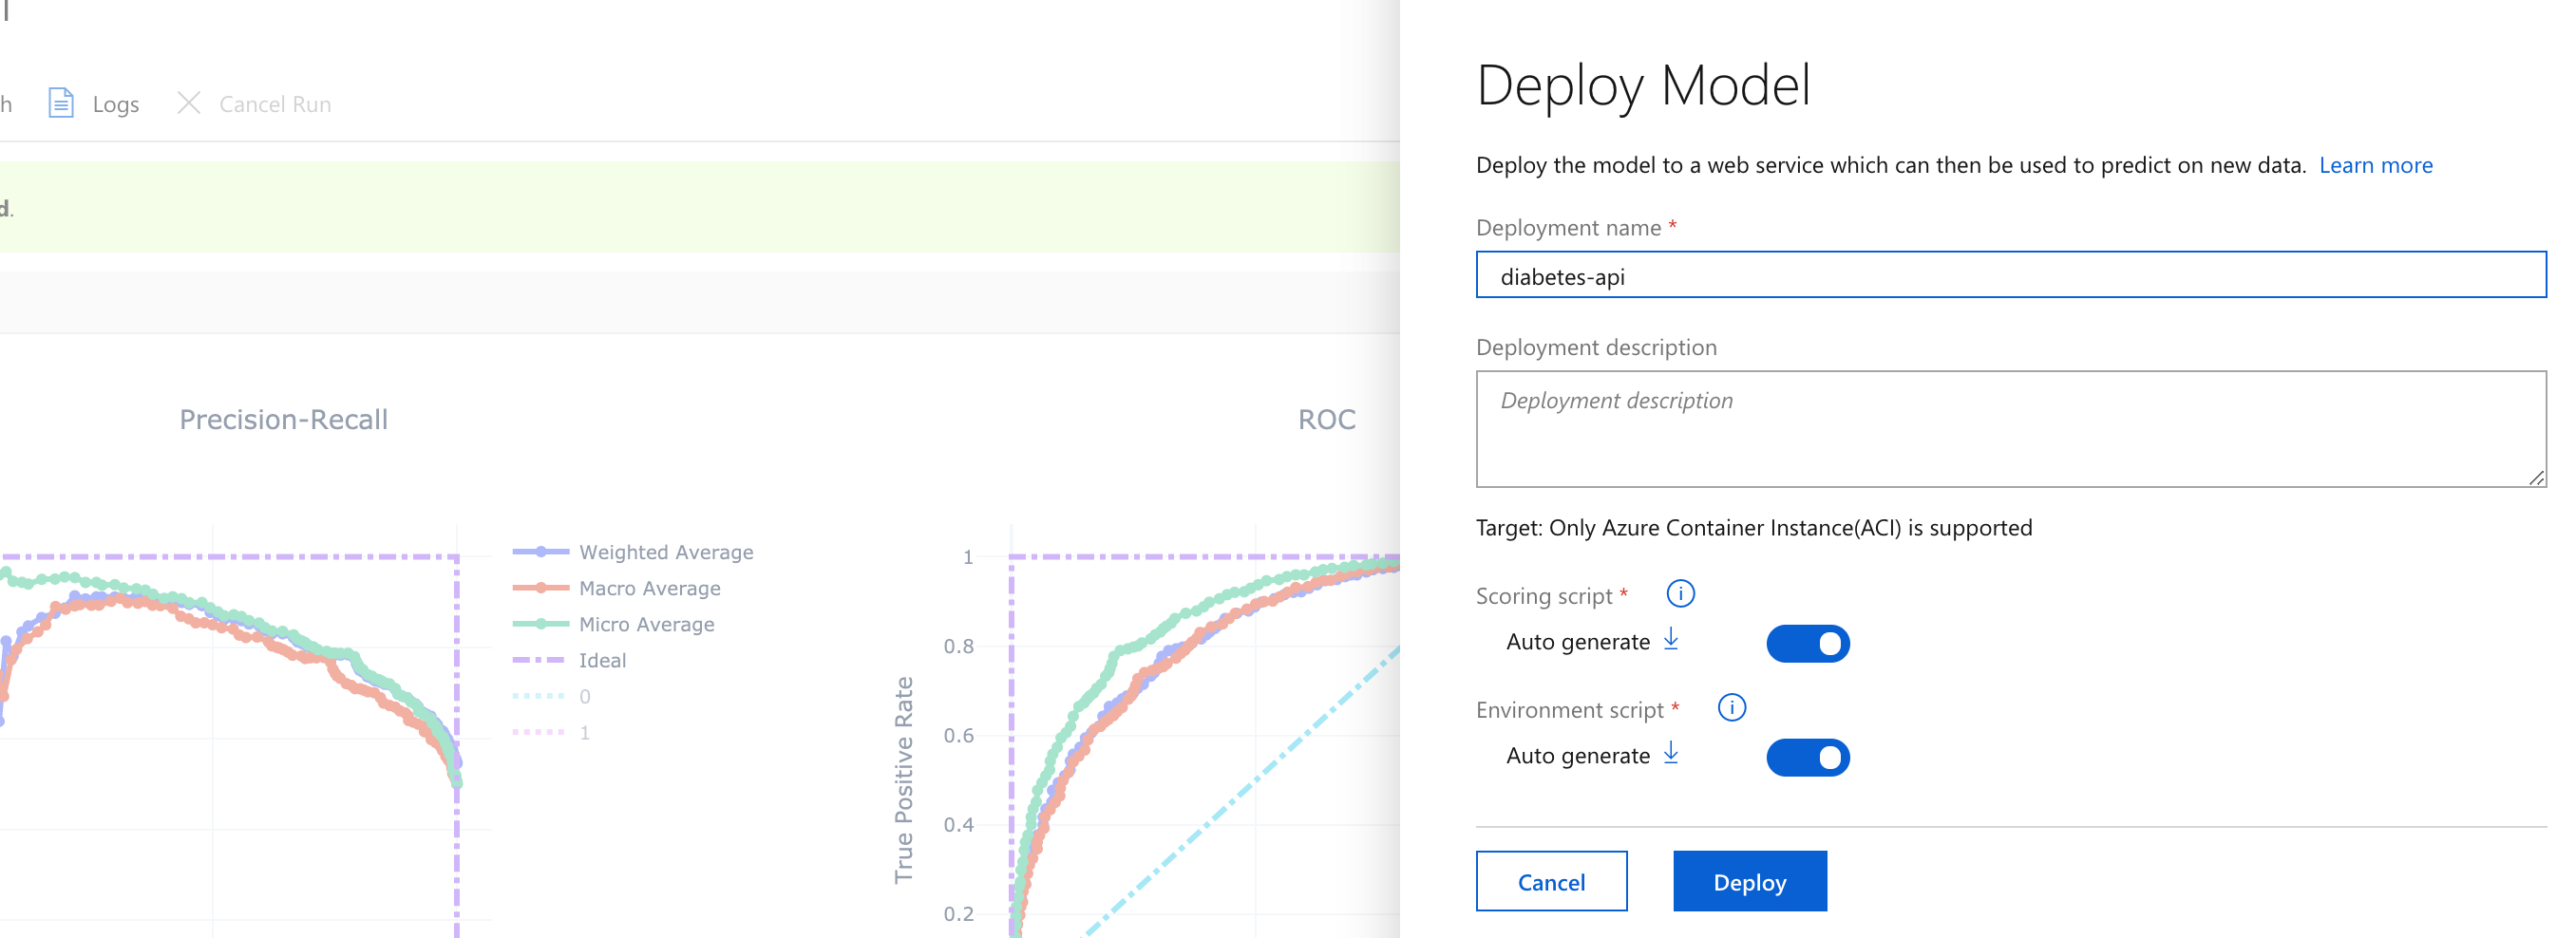 h
Logs
Cancel Run
d.
Precision-Recall
Weighted Average
Macro Average
Micro Average
Ideal
0
1
ROC
True Positive Rate
1
0.8
0.6
0.4
0.2
Deploy Model
Deploy the model to a web service which can then be used to predict on new data. Learn more
Deployment name *
diabetes-api
Deployment description
Deployment description
Target: Only Azure Container Instance(ACI) is supported
Scoring script * i
Auto generate
Environment script * i
Auto generate
Cancel
Deploy